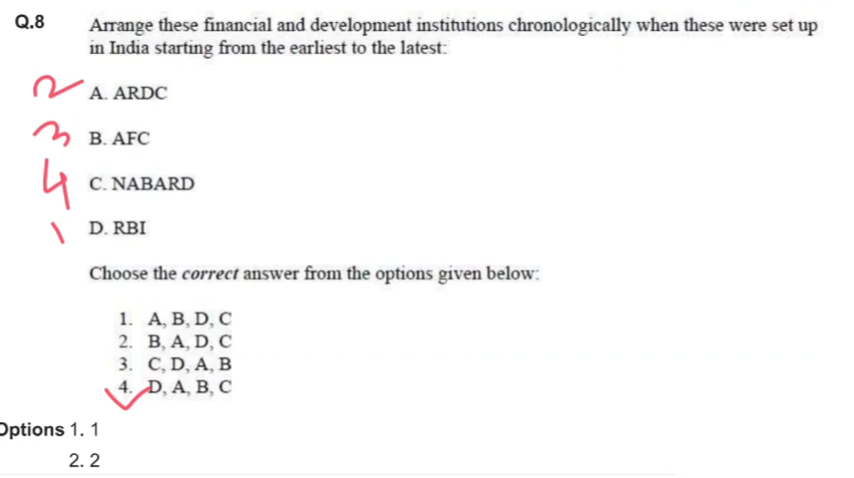 Q.8 Arrange these financial and development institutions chronologically when these were set up
in India starting from the earliest to the latest:
2 A. ARDC
3 B. AFC
4 C. NABARD
1 D. RBI
Choose the correct answer from the options given below:
1. A, B, D, C
2. B, A, D, C
3. C, D, A, B
4. D, A, B, C
Options 1. 1
2. 2